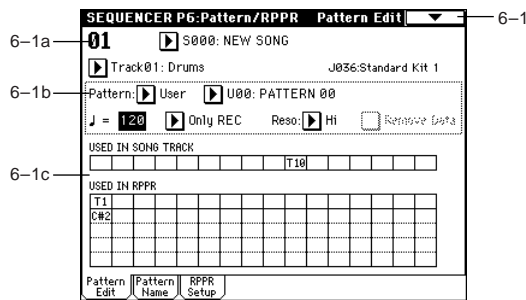 SEQUENCER P6:Pattern/RPPR Pattern Edit
6–1
6–1a
01 S000: NEW SONG
Track01: Drums J036:Standard Kit 1
6–1b
Pattern: User U00: PATTERN 00
♩ = 120 Only REC Reso: Hi Remove Data
USED IN SONG TRACK
T10
6–1c
USED IN RPPR
T1
C#2
Pattern Edit
Pattern Name
RPPR Setup